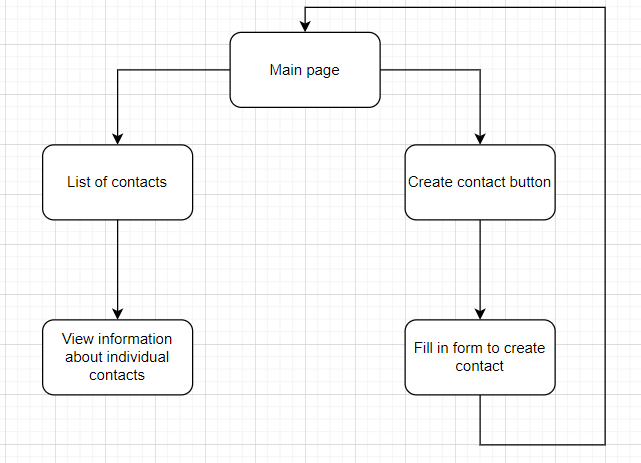 Main page
List of contacts
Create contact button
View information
about individual
contacts
Fill in form to create
contact